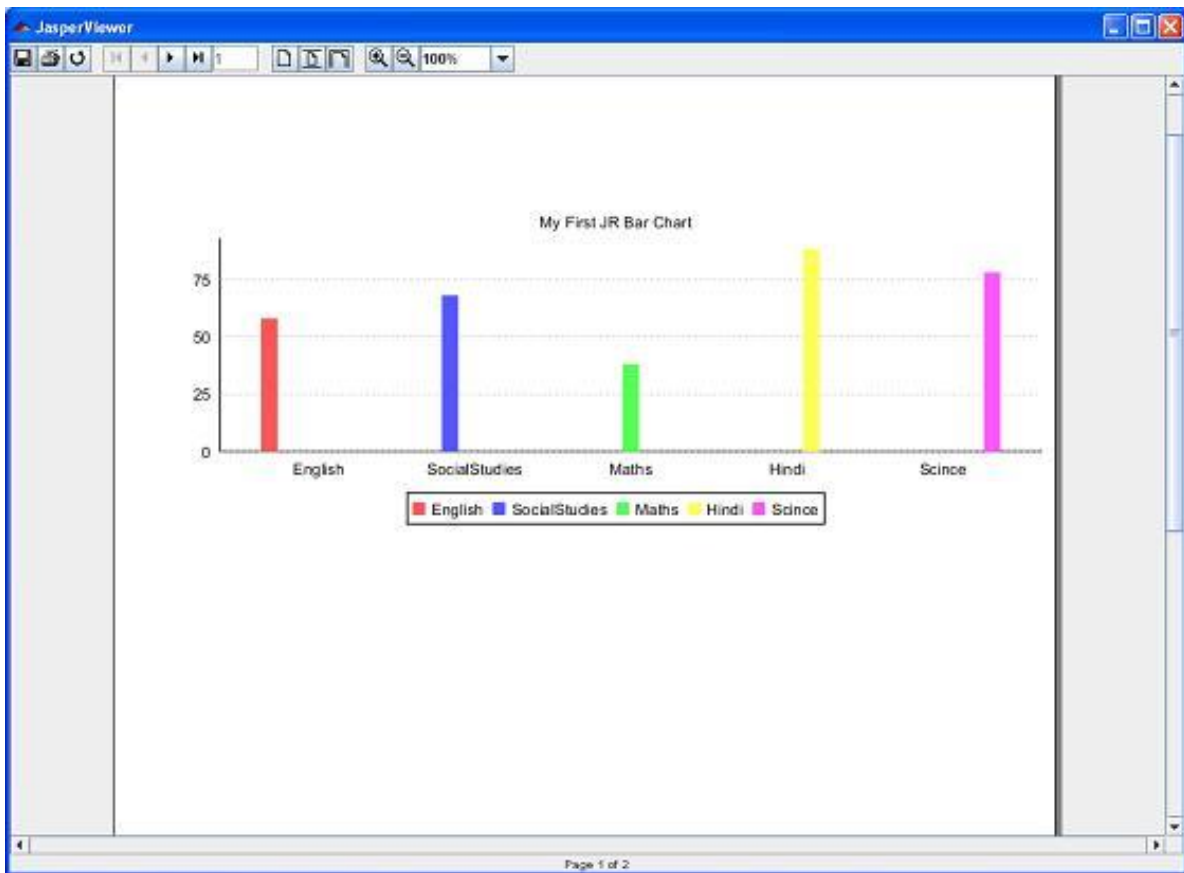 JasperViewer
1 100%
My First JR Bar Chart
75
50
25
0
English SocialStudies Maths Hindi Scince
English SocialStudies Maths Hindi Scince
Page 1 of 2